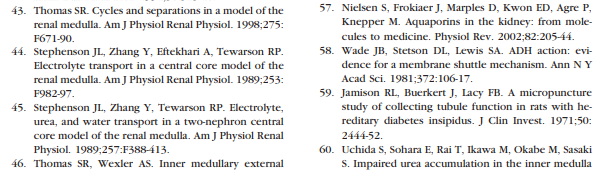 43. Thomas SR. Cycles and separations in a model of the
renal medulla. Am J Physiol Renal Physiol. 1998;275:
F671-90.
44. Stephenson JL, Zhang Y, Eftekhari A, Tewarson RP.
Electrolyte transport in a central core model of the
renal medulla. Am J Physiol Renal Physiol. 1989;253:
F982-97.
45. Stephenson JL, Zhang Y, Tewarson RP. Electrolyte,
urea, and water transport in a two-nephron central
core model of the renal medulla. Am J Physiol Renal
Physiol. 1989;257:F388-413.
46. Thomas SR, Wexler AS. Inner medullary external
57. Nielsen S, Frokiaer J, Marples D, Kwon ED, Agre P,
Knepper M. Aquaporins in the kidney: from mole-
cules to medicine. Physiol Rev. 2002;82:205-44.
58. Wade JB, Stetson DL, Lewis SA. ADH action: evi-
dence for a membrane shuttle mechanism. Ann N Y
Acad Sci. 1981;372:106-17.
59. Jamison RL, Buerkert J, Lacy FB. A micropuncture
study of collecting tubule function in rats with he-
reditary diabetes insipidus. J Clin Invest. 1971;50:
2444-52.
60. Uchida S, Sohara E, Rai T, Ikawa M, Okabe M, Sasaki
S. Impaired urea accumulation in the inner medulla